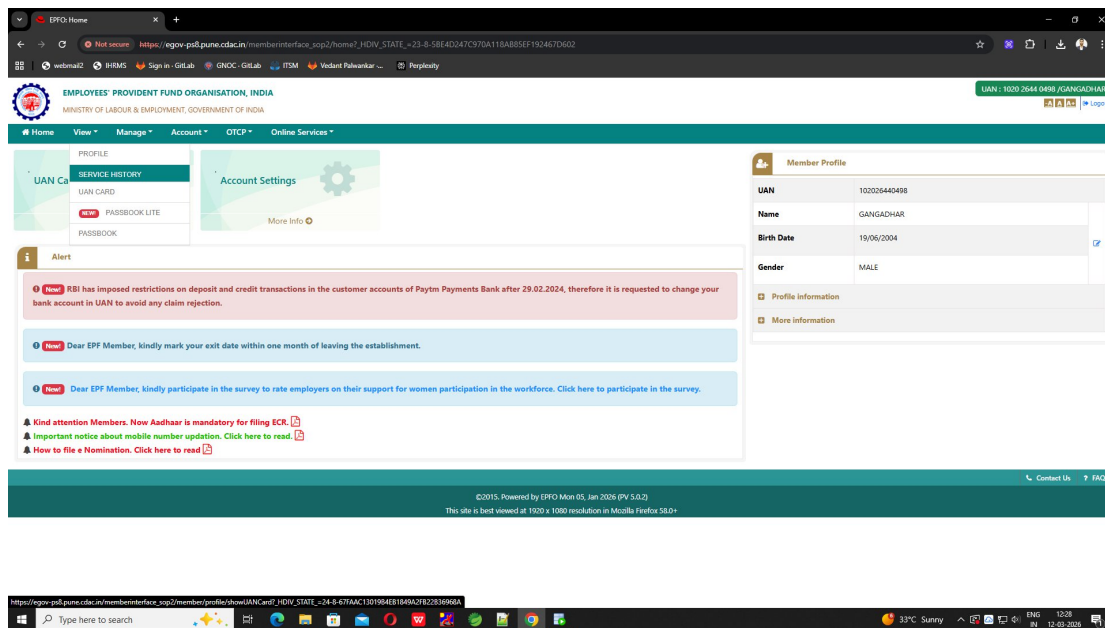 EPFO: Home
Not secure https://egov-ps8.pune.cdac.in/memberinterface_sop2/home?_HDIV_STATE_=23-8-5BE4D247C970A118AB85EF192467D602
webmail2 IHRMS Sign in · GitLab GNOC · GitLab ITSM Vedant Palwankar -... Perplexity
EMPLOYEES' PROVIDENT FUND ORGANISATION, INDIA
MINISTRY OF LABOUR & EMPLOYMENT, GOVERNMENT OF INDIA
UAN : 1020 2644 0498 /GANGADHAR
-A A A+ Logo
Home View Manage Account OTCP Online Services
PROFILE
SERVICE HISTORY
UAN CARD
NEW! PASSBOOK LITE
PASSBOOK
UAN Ca
Account Settings
More Info
Member Profile
UAN 102026440498
Name GANGADHAR
Birth Date 19/06/2004
Gender MALE
Profile information
More information
Alert
New! RBI has imposed restrictions on deposit and credit transactions in the customer accounts of Paytm Payments Bank after 29.02.2024, therefore it is requested to change your
bank account in UAN to avoid any claim rejection.
New! Dear EPF Member, kindly mark your exit date within one month of leaving the establishment.
New! Dear EPF Member, kindly participate in the survey to rate employers on their support for women participation in the workforce. Click here to participate in the survey.
Kind attention Members. Now Aadhaar is mandatory for filing ECR.
Important notice about mobile number updation. Click here to read.
How to file e Nomination. Click here to read
Contact Us ? FAQ
©2015. Powered by EPFO Mon 05, Jan 2026 (PV 5.0.2)
This site is best viewed at 1920 x 1080 resolution in Mozilla Firefox 58.0+
https://egov-ps8.pune.cdac.in/memberinterface_sop2/member/profile/showUANCard?_HDIV_STATE_=24-8-67FAAC1301984EB1849A2FB22836968A
Type here to search
33°C Sunny
ENG 12:28
IN 12-03-2026